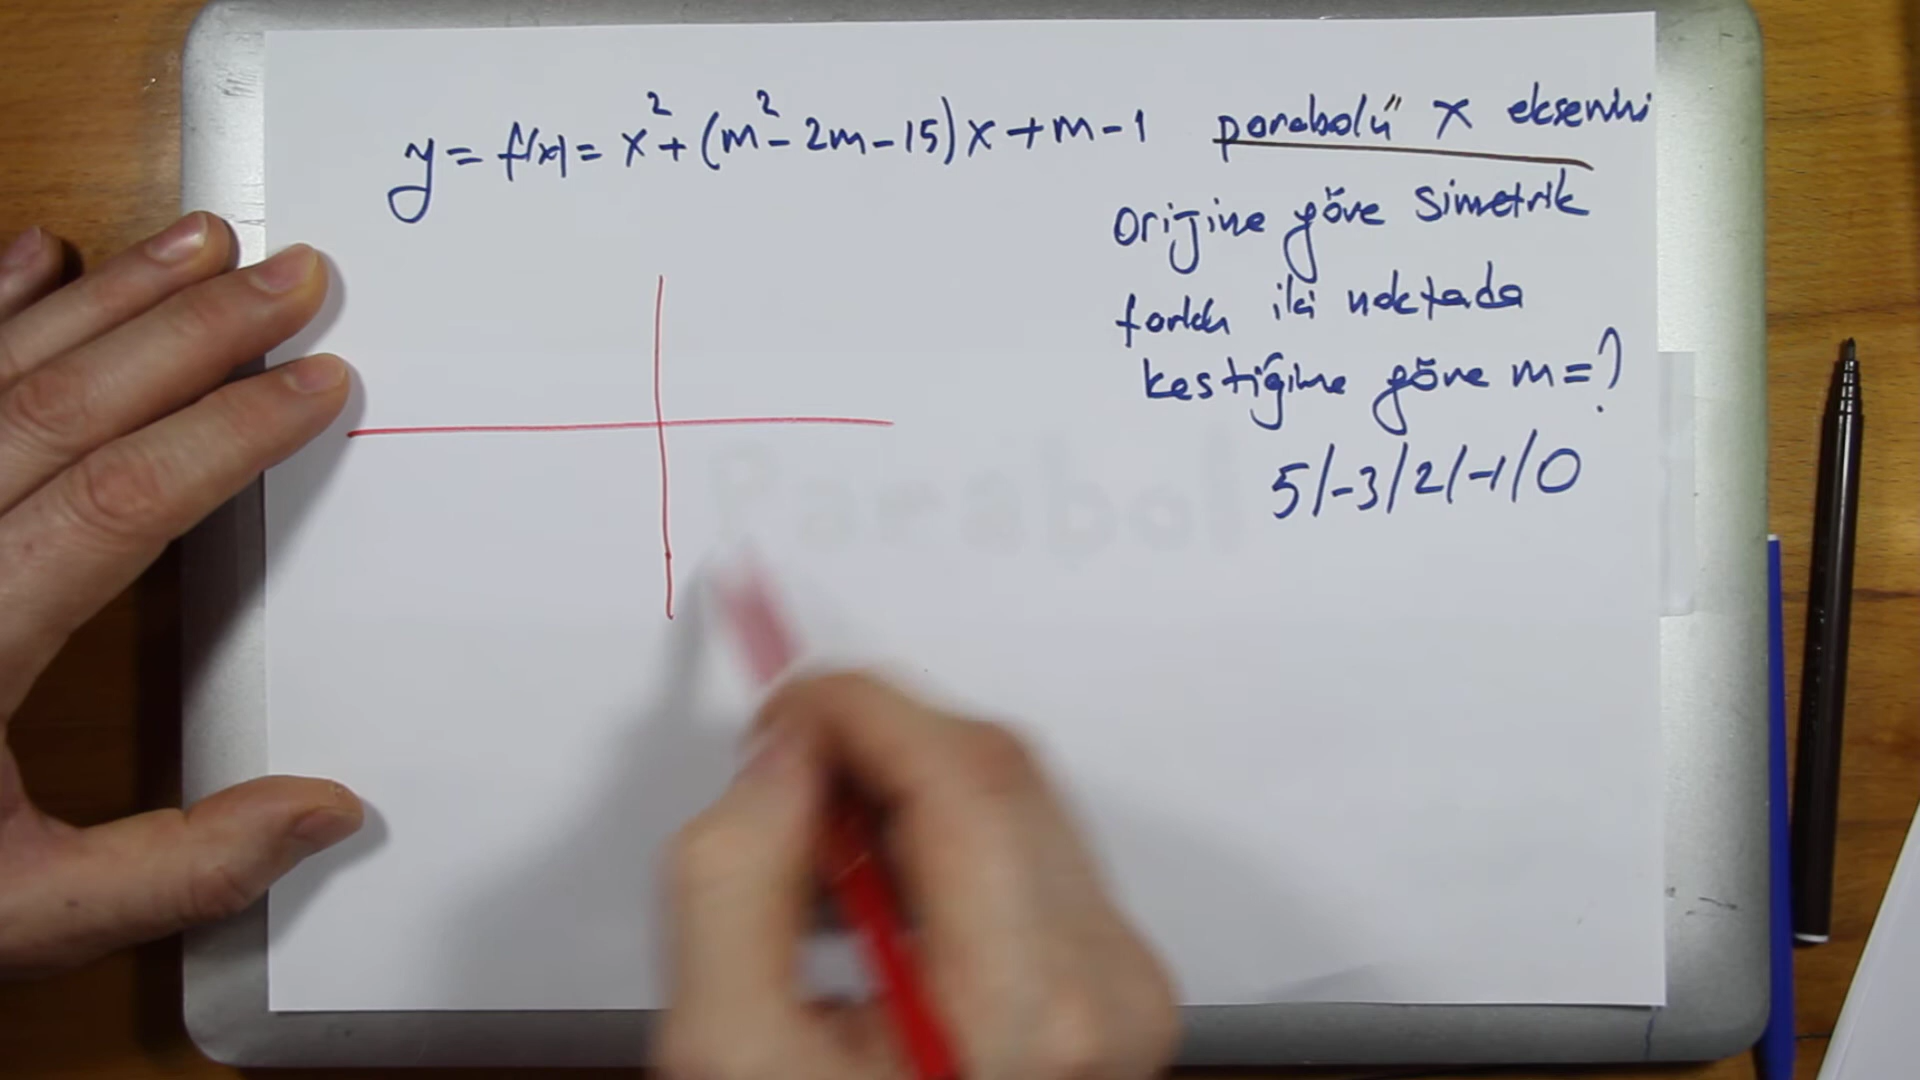 y = f(x) = x² + (m² - 2m - 15)x + m - 1 parabolü x eksenini
orijine göre simetrik
farklı iki noktada
kestiğine göre m = ?
5/-3/2/-1/0
Parabol